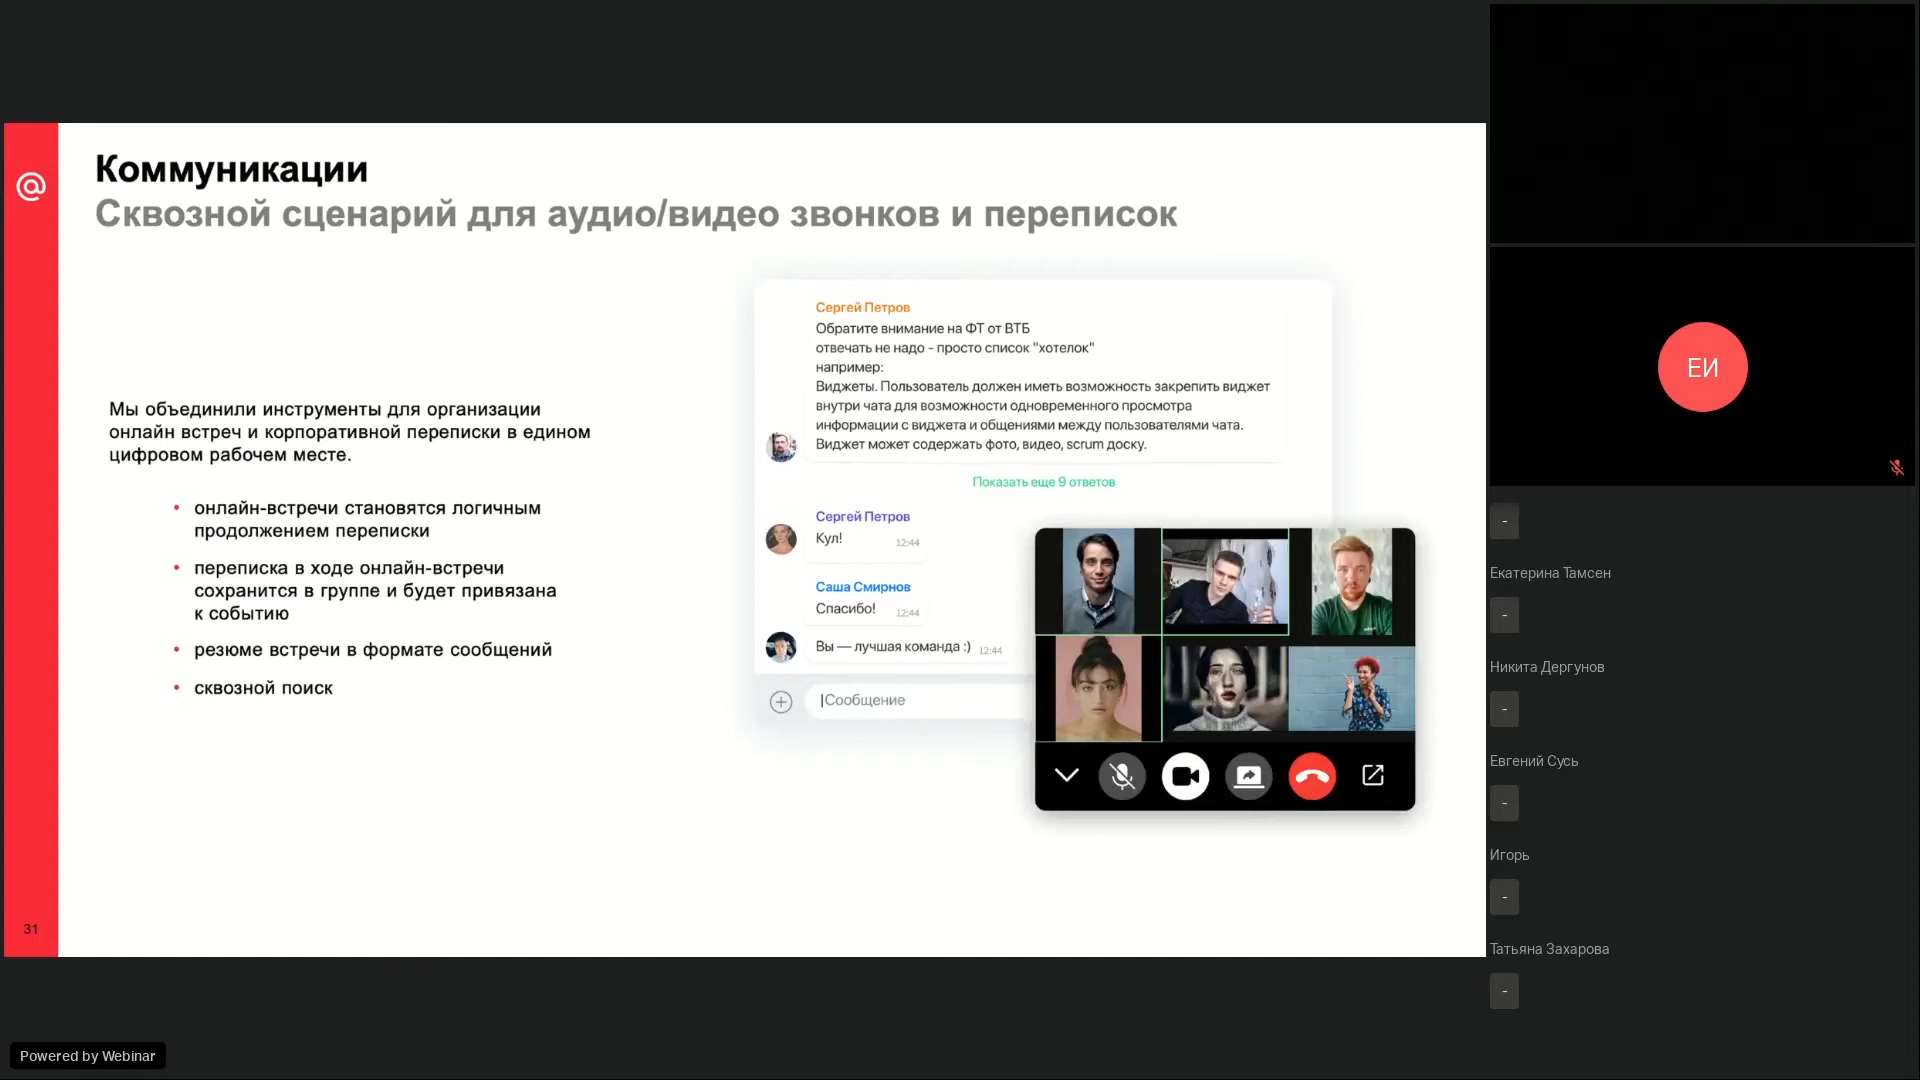 @
Коммуникации
Сквозной сценарий для аудио/видео звонков и переписок
Мы объединили инструменты для организации
онлайн встреч и корпоративной переписки в едином
цифровом рабочем месте.
• онлайн-встречи становятся логичным
продолжением переписки
• переписка в ходе онлайн-встречи
сохранится в группе и будет привязана
к событию
• резюме встречи в формате сообщений
• сквозной поиск
31
Сергей Петров
Обратите внимание на ФТ от ВТБ
отвечать не надо - просто список "хотелок"
например:
Виджеты. Пользователь должен иметь возможность закрепить виджет
внутри чата для возможности одновременного просмотра
информации с виджета и общениями между пользователями чата.
Виджет может содержать фото, видео, scrum доску.
Показать еще 9 ответов
Сергей Петров
Кул! 12:44
Саша Смирнов
Спасибо! 12:44
Вы — лучшая команда :) 12:44
Сообщение
ЕИ
-
Екатерина Тамсен
-
Никита Дергунов
-
Евгений Сусь
-
Игорь
-
Татьяна Захарова
-
Powered by Webinar